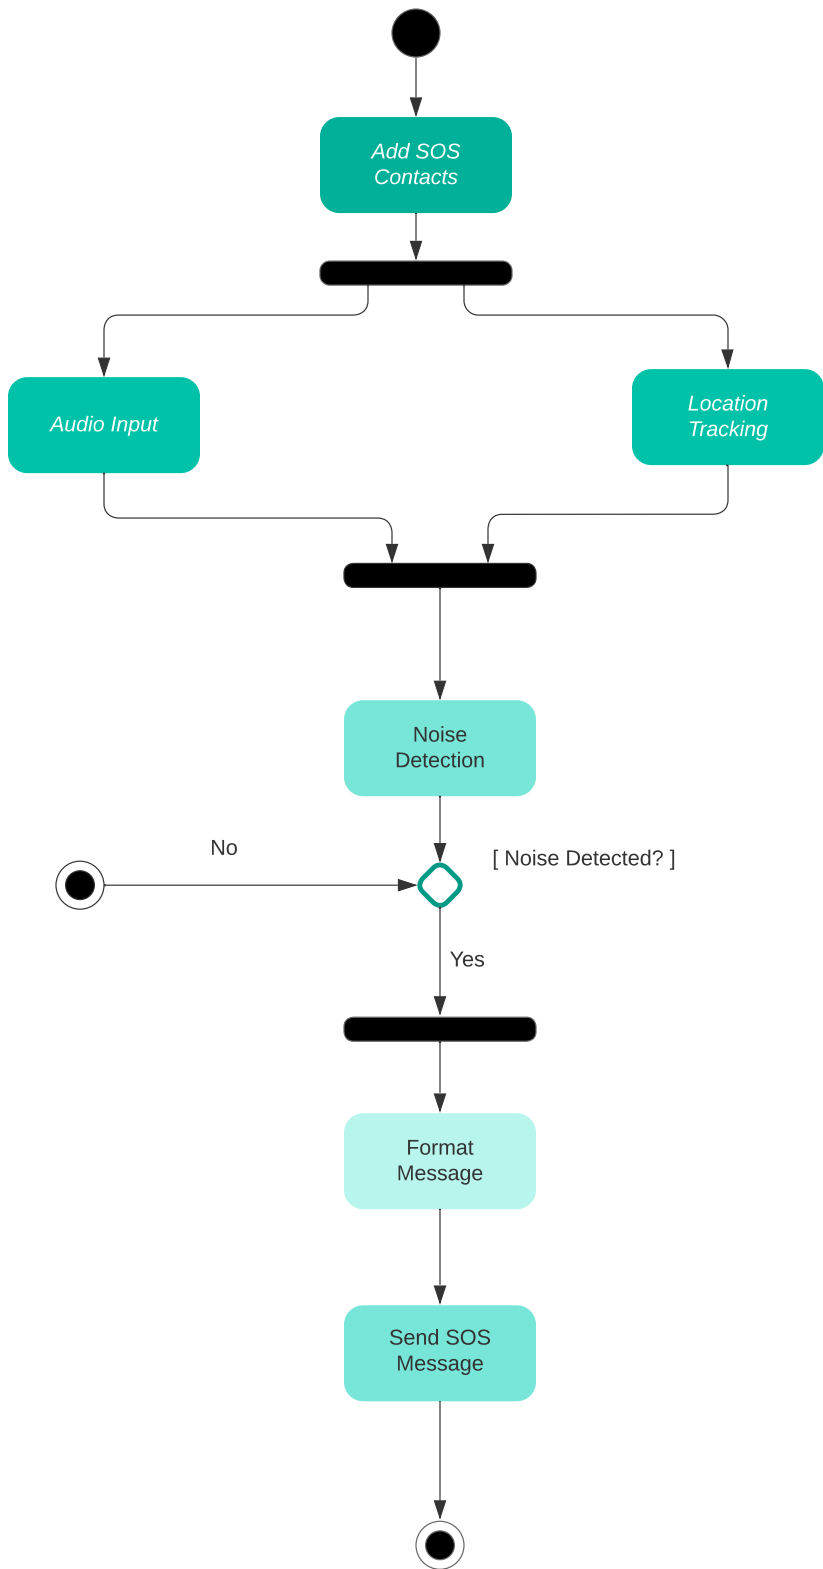 Add SOS
Contacts
Audio Input
Location
Tracking
Noise
Detection
No
[ Noise Detected? ]
Yes
Format
Message
Send SOS
Message